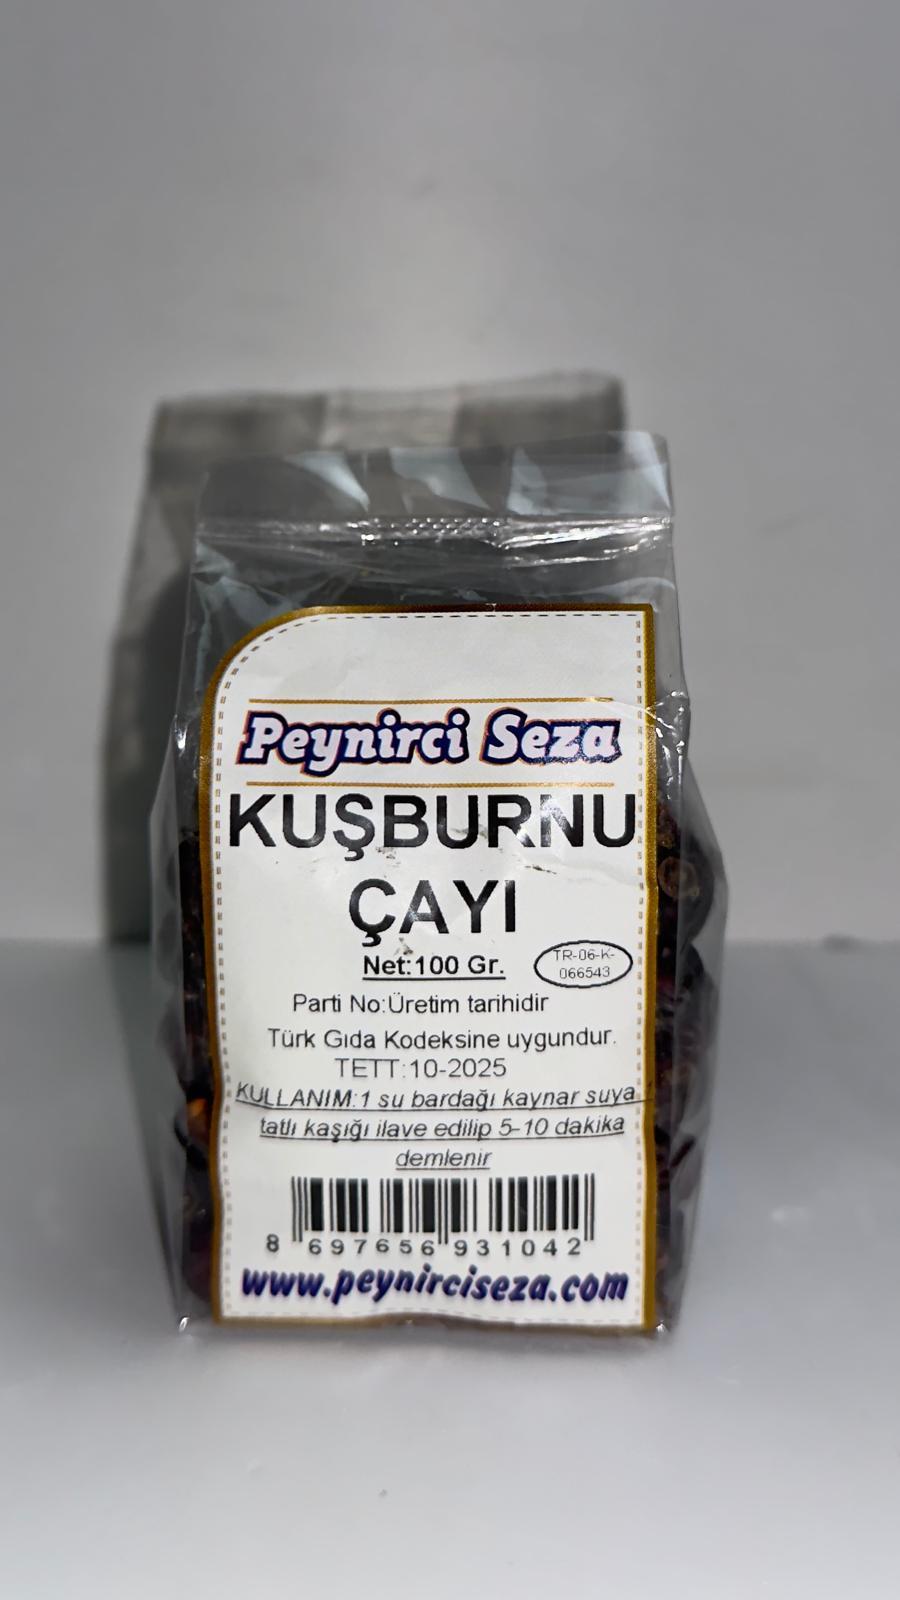 Peynirci Seza
KUŞBURNU
ÇAYI
Net:100 Gr.
TR-06-K-
066543
Parti No:Üretim tarihidir
Türk Gıda Kodeksine uygundur.
TETT:10-2025
KULLANIM:1 su bardağı kaynar suya 1
tatlı kaşığı ilave edilip 5-10 dakika
demlenir
8 697656 931042
www.peynirciseza.com